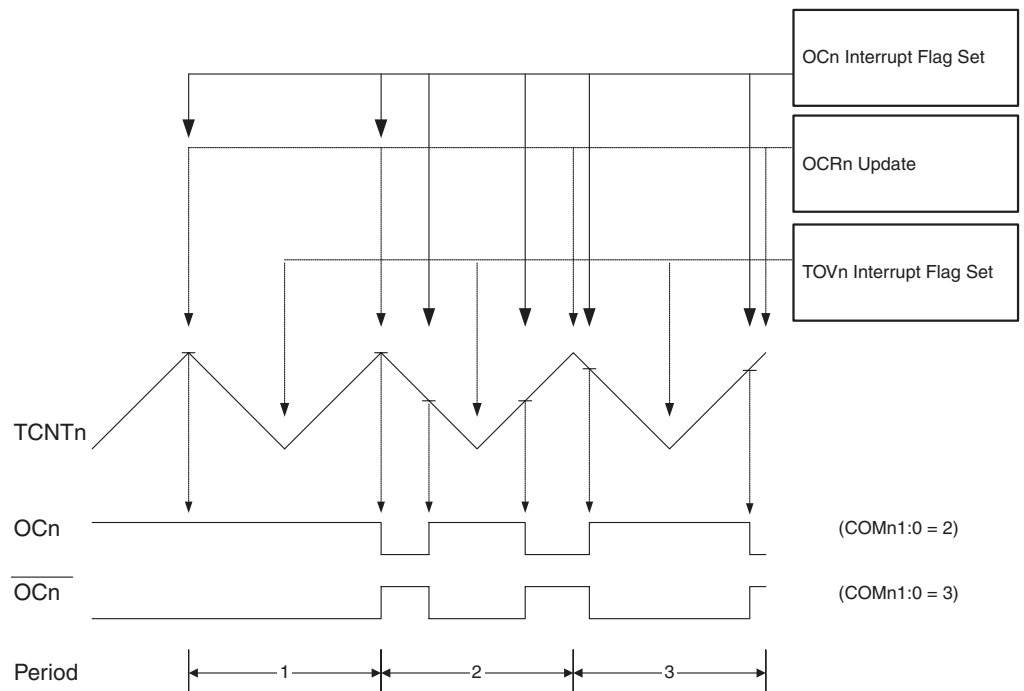 OCn Interrupt Flag Set
OCRn Update
TOVn Interrupt Flag Set
TCNTn
OCn
(COMn1:0 = 2)
OCn
(COMn1:0 = 3)
Period
1
2
3